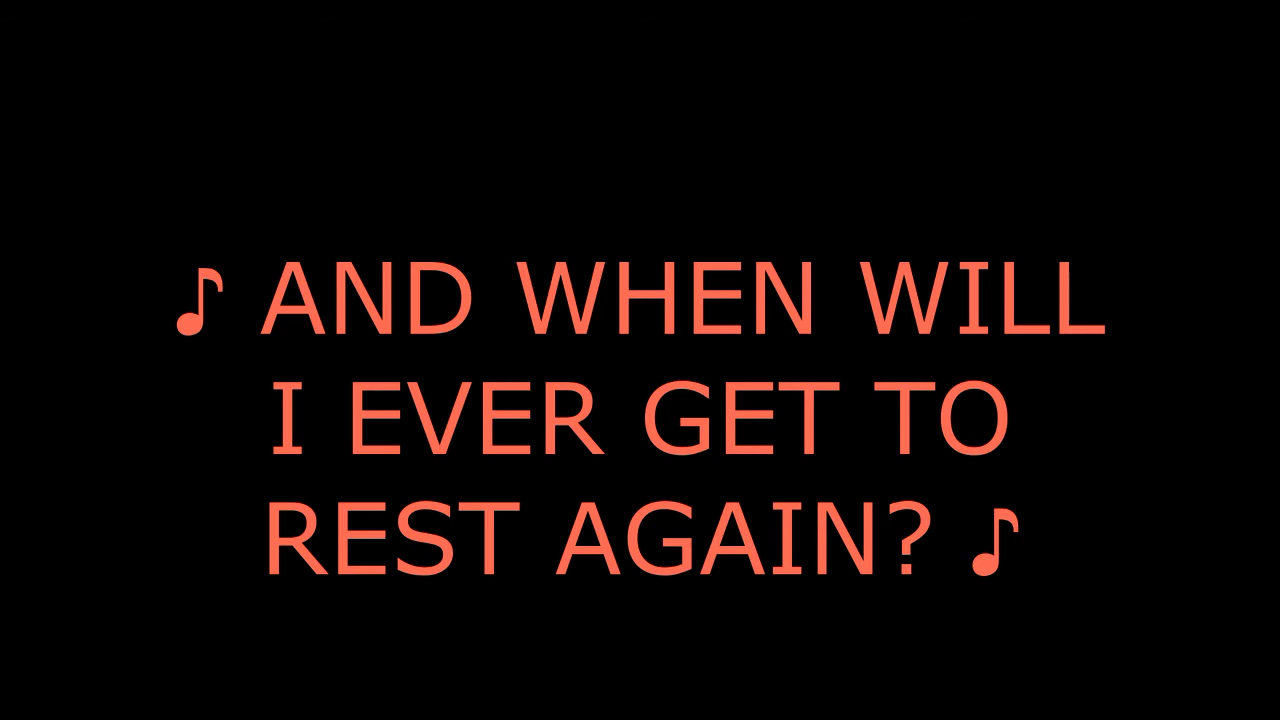 ♪ AND WHEN WILL
I EVER GET TO
REST AGAIN? ♪